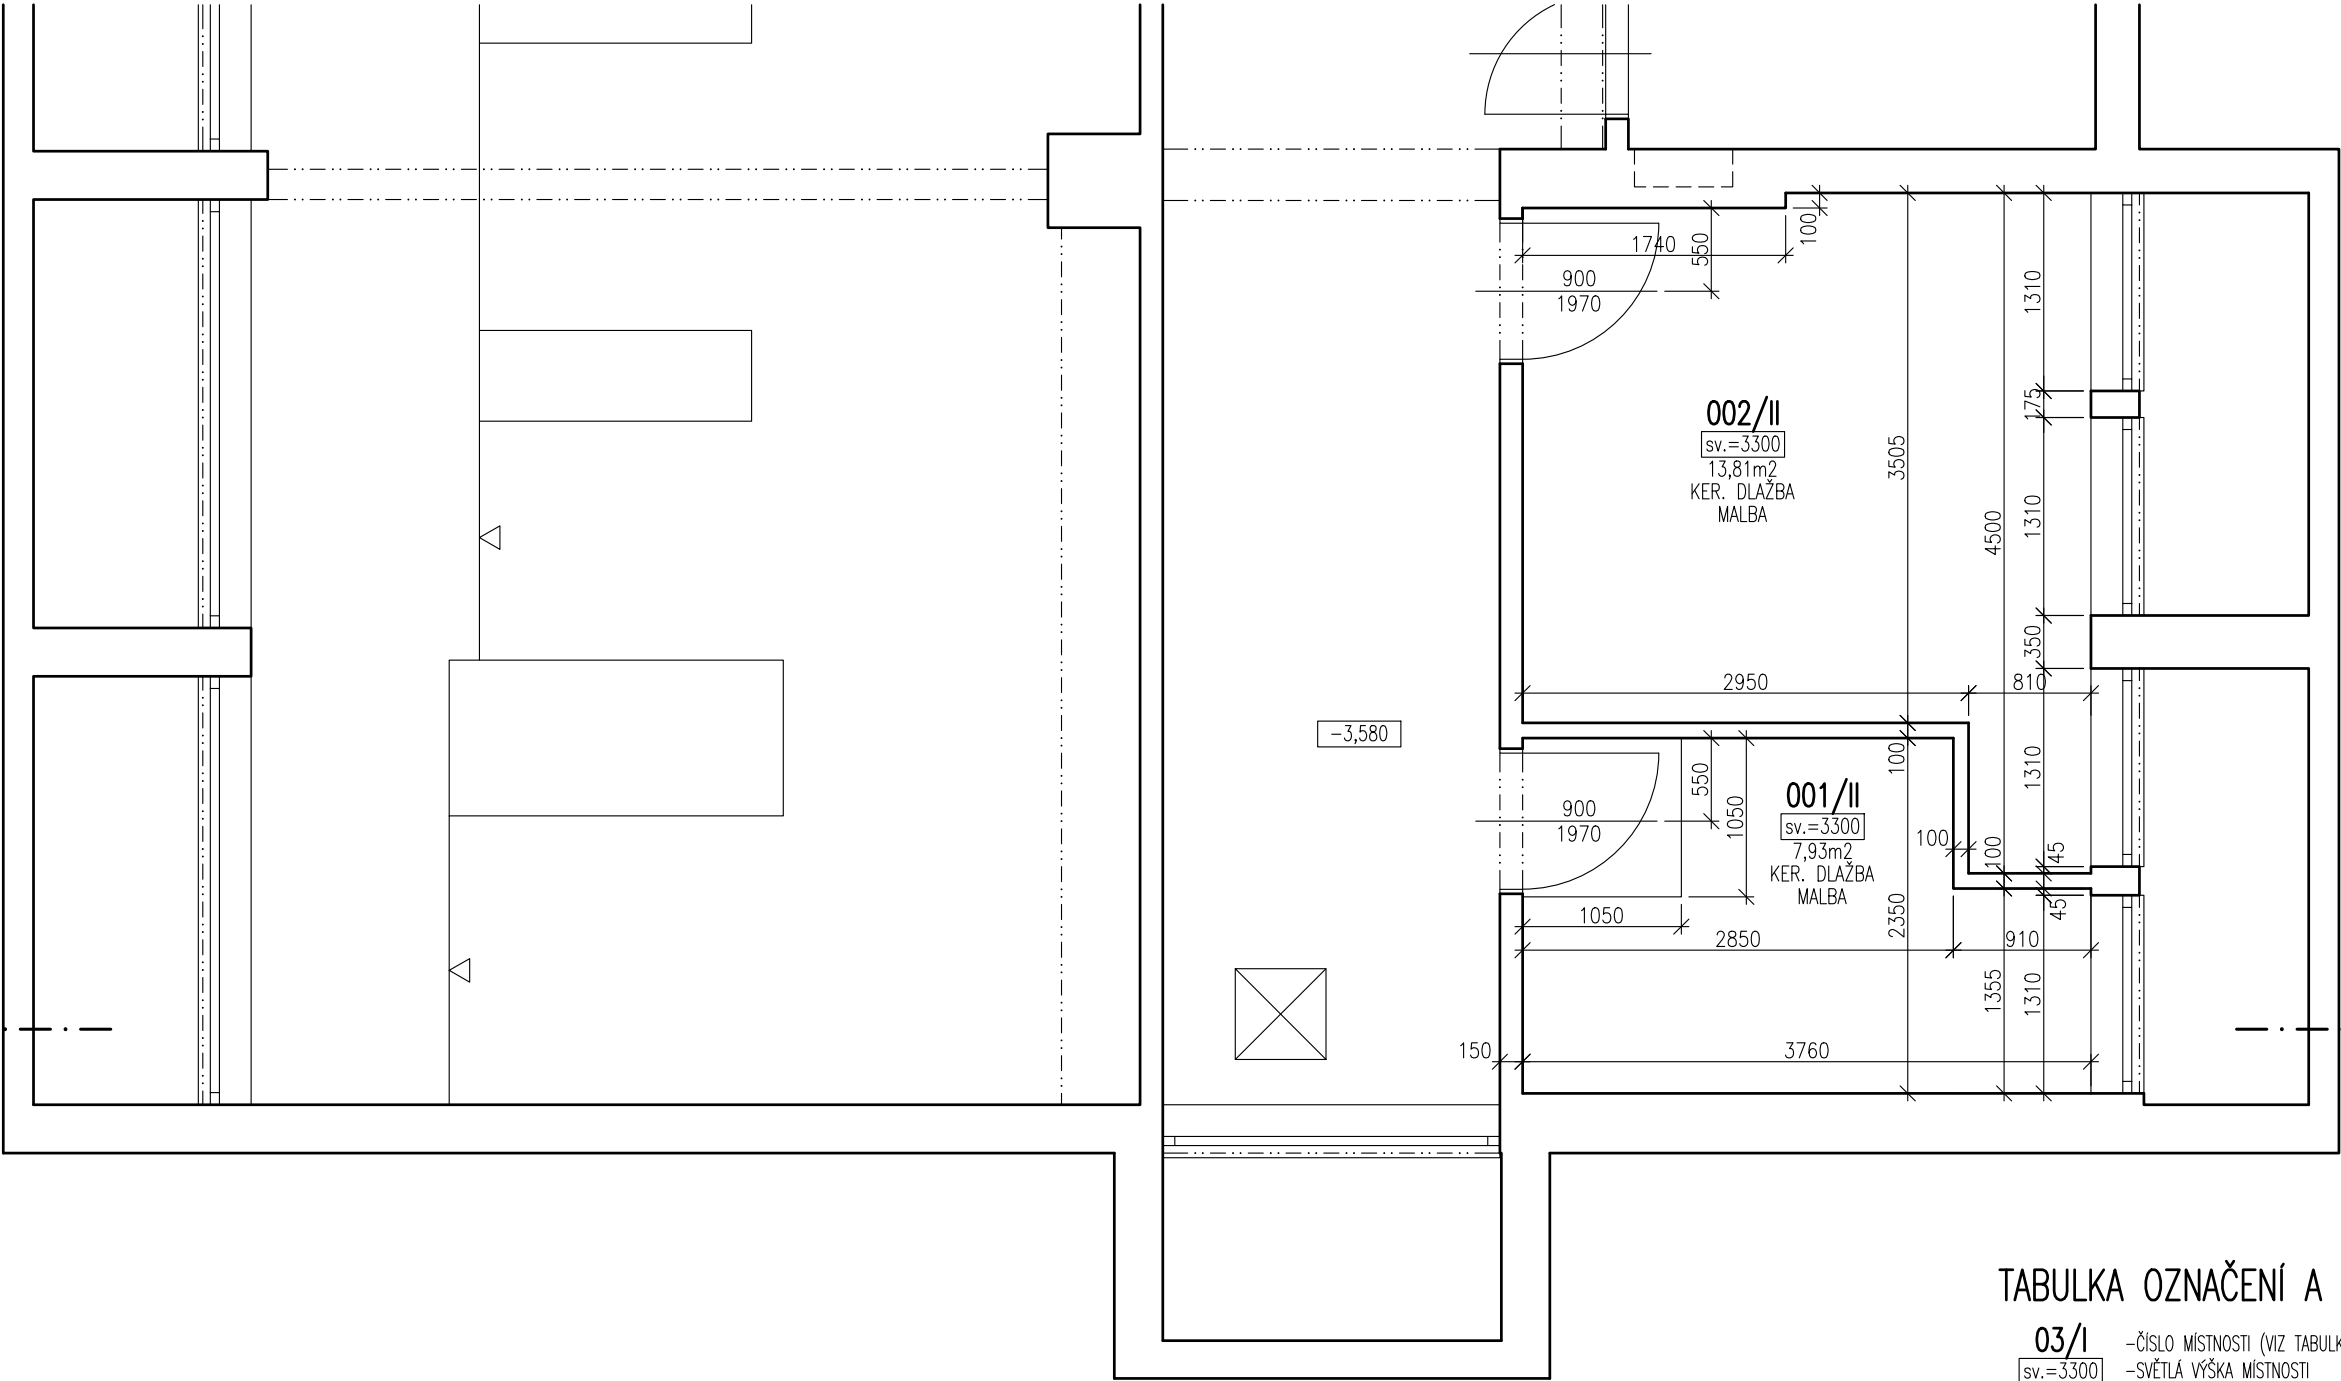 100
1740
550
900
1970
1310
175
002/II
sv.=3300
13,81m2
KER. DLAŽBA
MALBA
3505
4500
1310
350
2950
810
-3,580
100
550
1050
1310
001/II
sv.=3300
7,93m2
KER. DLAŽBA
MALBA
900
1970
100
100
45
45
1050
2350
2850
910
1355
1310
150
3760
TABULKA OZNAČENÍ A
03/I
-ČÍSLO MÍSTNOSTI (VIZ TABULK
sv.=3300
-SVĚTLÁ VÝŠKA MÍSTNOSTI